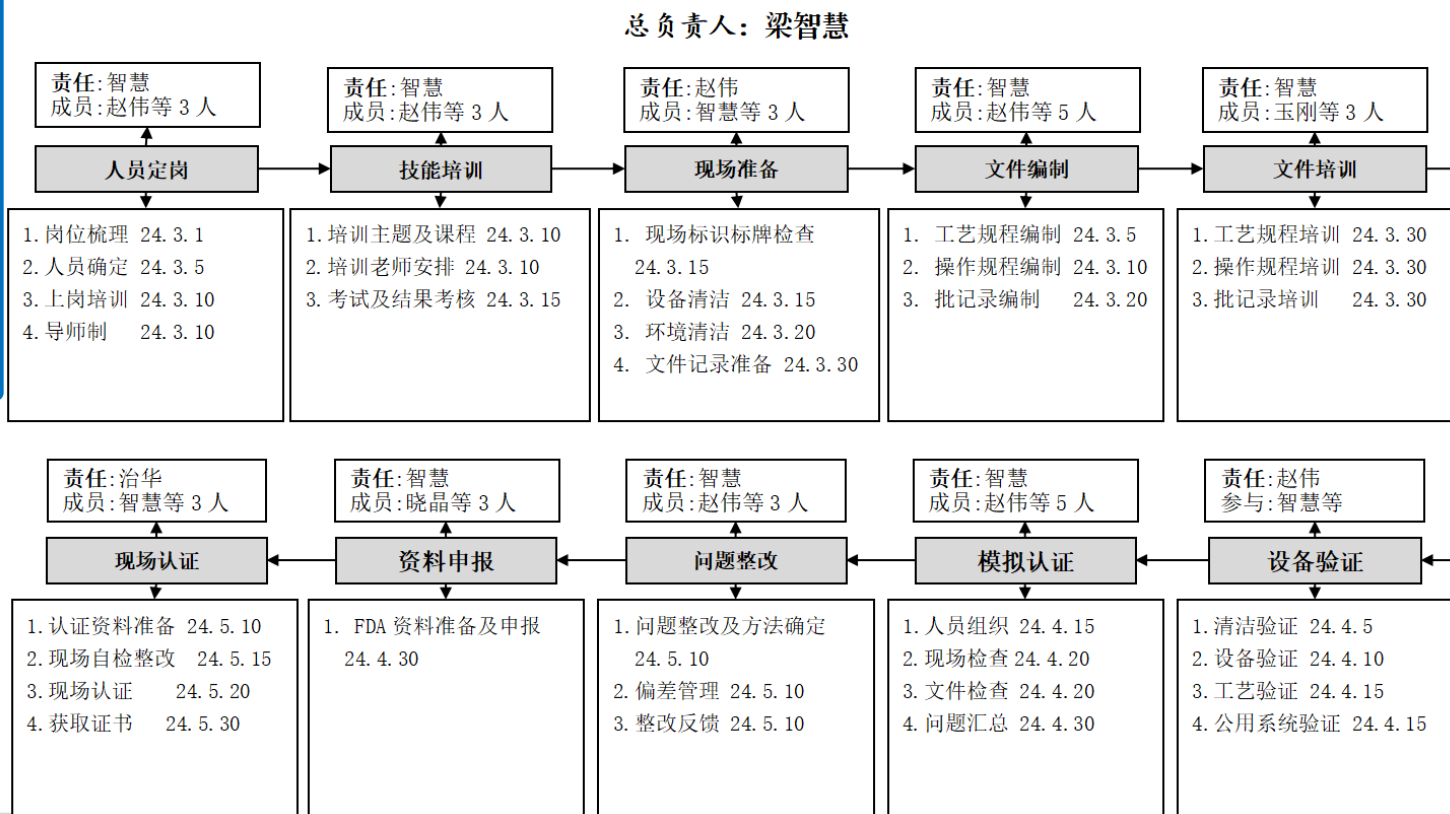 总负责人：梁智慧
责任:智慧
成员:赵伟等 3 人
人员定岗
1.岗位梳理 24.3.1
2.人员确定 24.3.5
3.上岗培训 24.3.10
4.导师制 24.3.10
责任:智慧
成员:赵伟等 3 人
技能培训
1.培训主题及课程 24.3.10
2.培训老师安排 24.3.10
3.考试及结果考核 24.3.15
责任:赵伟
成员:智慧等 3 人
现场准备
1. 现场标识标牌检查
24.3.15
2. 设备清洁 24.3.15
3. 环境清洁 24.3.20
4. 文件记录准备 24.3.30
责任:智慧
成员:赵伟等 5 人
文件编制
1. 工艺规程编制 24.3.5
2. 操作规程编制 24.3.10
3. 批记录编制 24.3.20
责任:智慧
成员:玉刚等 3 人
文件培训
1.工艺规程培训 24.3.30
2.操作规程培训 24.3.30
3.批记录培训 24.3.30
责任:治华
成员:智慧等 3 人
现场认证
1.认证资料准备 24.5.10
2.现场自检整改 24.5.15
3.现场认证 24.5.20
4.获取证书 24.5.30
责任:智慧
成员:晓晶等 3 人
资料申报
1. FDA 资料准备及申报
24.4.30
责任:智慧
成员:赵伟等 3 人
问题整改
1.问题整改及方法确定
24.5.10
2.偏差管理 24.5.10
3.整改反馈 24.5.10
责任:智慧
成员:赵伟等 5 人
模拟认证
1.人员组织 24.4.15
2.现场检查 24.4.20
3.文件检查 24.4.20
4.问题汇总 24.4.30
责任:赵伟
参与:智慧等
设备验证
1.清洁验证 24.4.5
2.设备验证 24.4.10
3.工艺验证 24.4.15
4.公用系统验证 24.4.15